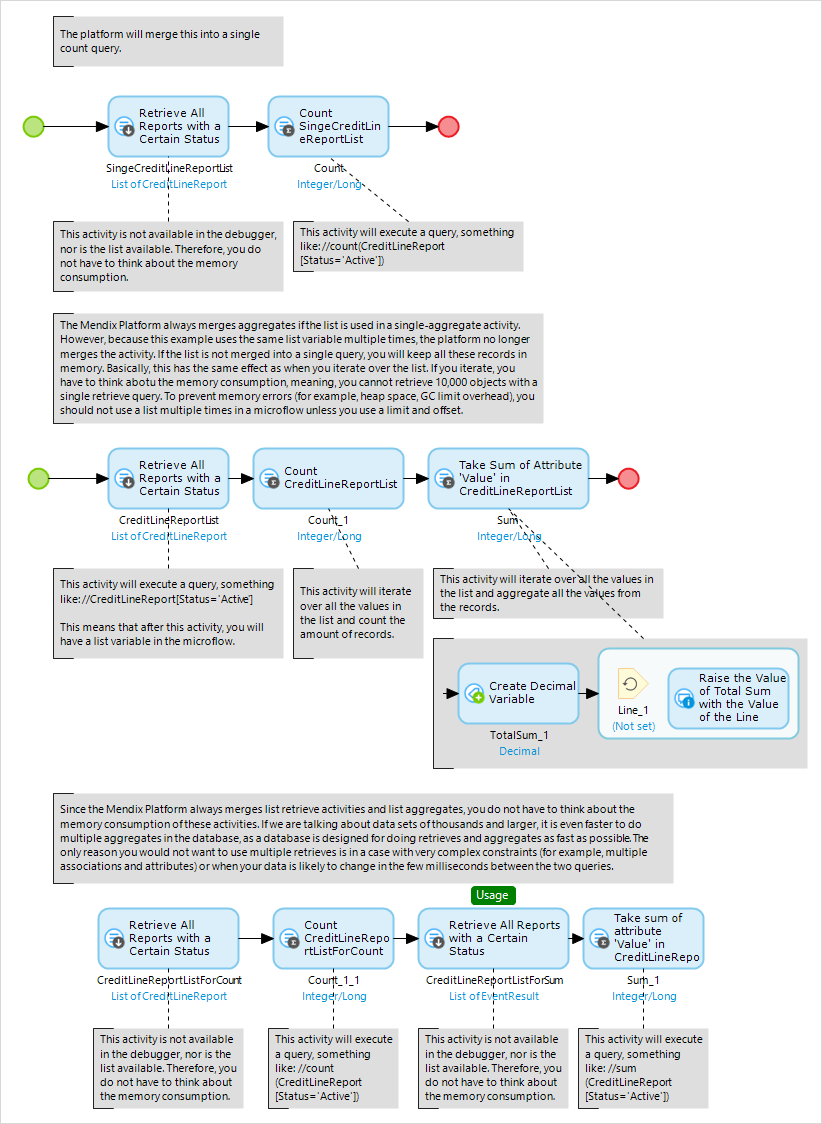 The platform will merge this into a single
count query.
Retrieve All
Reports with a
Certain Status
Count
SingeCreditLin
eReportList
SingeCreditLineReportList
List of CreditLineReport
Count
Integer/Long
This activity is not available in the debugger,
nor is the list available. Therefore, you do
not have to think about the memory
consumption.
This activity will execute a query, something
like://count(CreditLineReport
[Status='Active'])
The Mendix Platform always merges aggregates if the list is used in a single-aggregate activity.
However, because this example uses the same list variable multiple times, the platform no longer
merges the activity. If the list is not merged into a single query, you will keep all these records in
memory. Basically, this has the same effect as when you iterate over the list. If you iterate, you
have to think abotu the memory consumption, meaning, you cannot retrieve 10,000 objects with a
single retrieve query. To prevent memory errors (for example, heap space, GC limit overhead), you
should not use a list multiple times in a microflow unless you use a limit and offset.
Retrieve All
Reports with a
Certain Status
Count
CreditLineReportList
Take Sum of Attribute
'Value' in
CreditLineReportList
CreditLineReportList
List of CreditLineReport
Count_1
Integer/Long
Sum
Integer/Long
This activity will execute a query, something
like://CreditLineReport[Status='Active']
This means that after this activity, you will
have a list variable in the microflow.
This activity will iterate
over all the values in
the list and count the
amount of records.
This activity will iterate over all the values in
the list and aggregate all the values from
the records.
Create Decimal
Variable
TotalSum_1
Decimal
Line_1
(Not set)
Raise the Value
of Total Sum
with the Value
of the Line
Since the Mendix Platform always merges list retrieve activities and list aggregates, you do not have to think about the
memory consumption of these activities. If we are talking about data sets of thousands and larger, it is even faster to do
multiple aggregates in the database, as a database is designed for doing retrieves and aggregates as fast as possible. The
only reason you would not want to use multiple retrieves is in a case with very complex constraints (for example, multiple
associations and attributes) or when your data is likely to change in the few milliseconds between the two queries.
Usage
Retrieve All
Reports with a
Certain Status
Count
CreditLineRepo
rtListForCount
Retrieve All Reports
with a Certain
Status
Take sum of
attribute
'Value' in
CreditLineRepo
CreditLineReportListForCount
List of CreditLineReport
Count_1_1
Integer/Long
CreditLineReportListForSum
List of EventResult
Sum_1
Integer/Long
This activity is not available
in the debugger, nor is the
list available. Therefore, you
do not have to think about
the memory consumption.
This activity will execute
a query, something
like: //count
(CreditLineReport
[Status='Active'])
This activity is not available
in the debugger, nor is the
list available. Therefore, you
do not have to think about
the memory consumption.
This activity will execute
a query, something
like: //sum
(CreditLineReport
[Status='Active'])